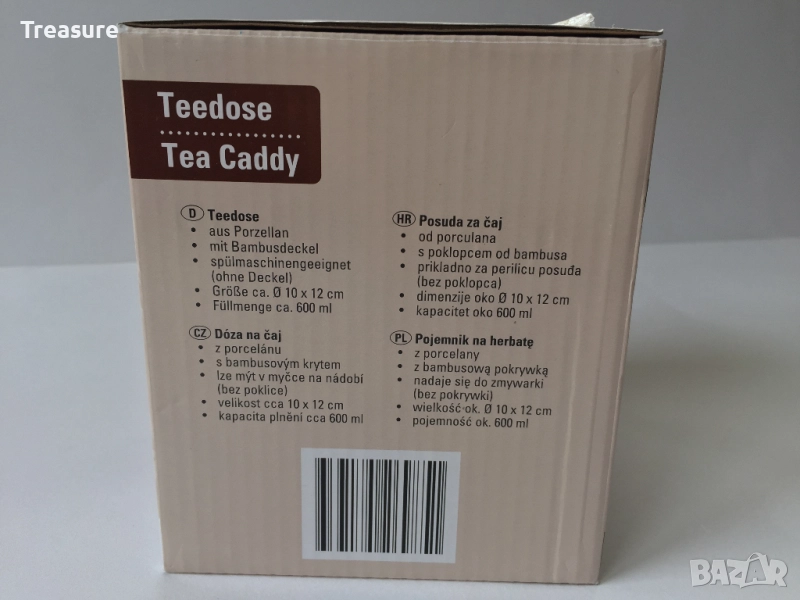 Treasure
Teedose
Tea Caddy
D Teedose
• aus Porzellan
• mit Bambusdeckel
• spülmaschinengeeignet
(ohne Deckel)
• Größe ca. Ø 10 x 12 cm
• Füllmenge ca. 600 ml
HR Posuda za čaj
• od porculana
• s poklopcem od bambusa
• prikladno za perilicu posuđa
(bez poklopca)
• dimenzije oko Ø 10 x 12 cm
• kapacitet oko 600 ml
CZ Dóza na čaj
• z porcelánu
• s bambusovým krytem
• lze mýt v myčce na nádobí
(bez poklice)
• velikost cca 10 x 12 cm
• kapacita plnění cca 600 ml
PL Pojemnik na herbatę
• z porcelany
• z bambusową pokrywką
• nadaje się do zmywarki
(bez pokrywki)
• wielkość·ok. Ø 10 x 12 cm
• pojemność ok. 600 ml
BAZAR